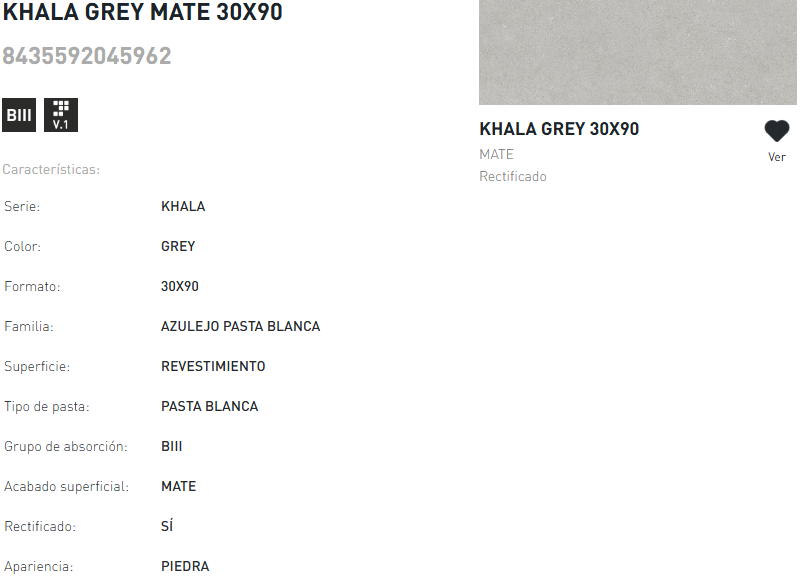 KHALA GREY MATE 30X90
8435592045962
BIII
V.1
Características:
Serie: KHALA
Color: GREY
Formato: 30X90
Familia: AZULEJO PASTA BLANCA
Superficie: REVESTIMIENTO
Tipo de pasta: PASTA BLANCA
Grupo de absorción: BIII
Acabado superficial: MATE
Rectificado: SÍ
Apariencia: PIEDRA
KHALA GREY 30X90
MATE
Rectificado
Ver